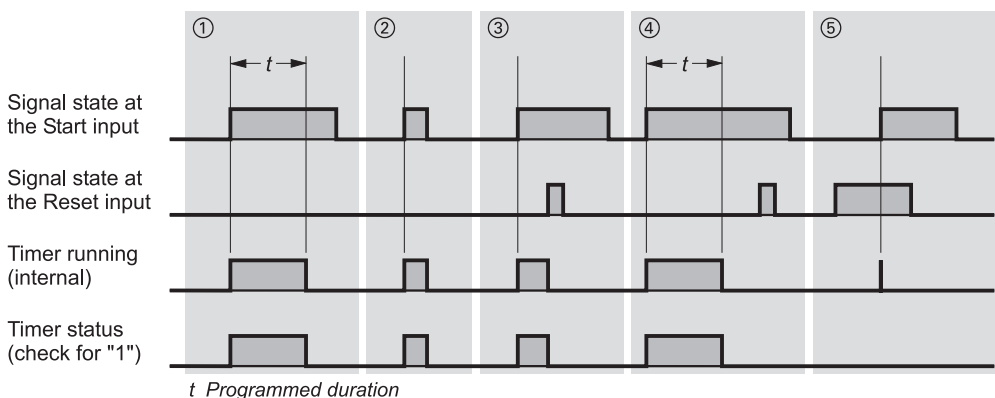 ① ② ③ ④ ⑤
t t
Signal state at
the Start input
Signal state at
the Reset input
Timer running
(internal)
Timer status
(check for "1")
t Programmed duration